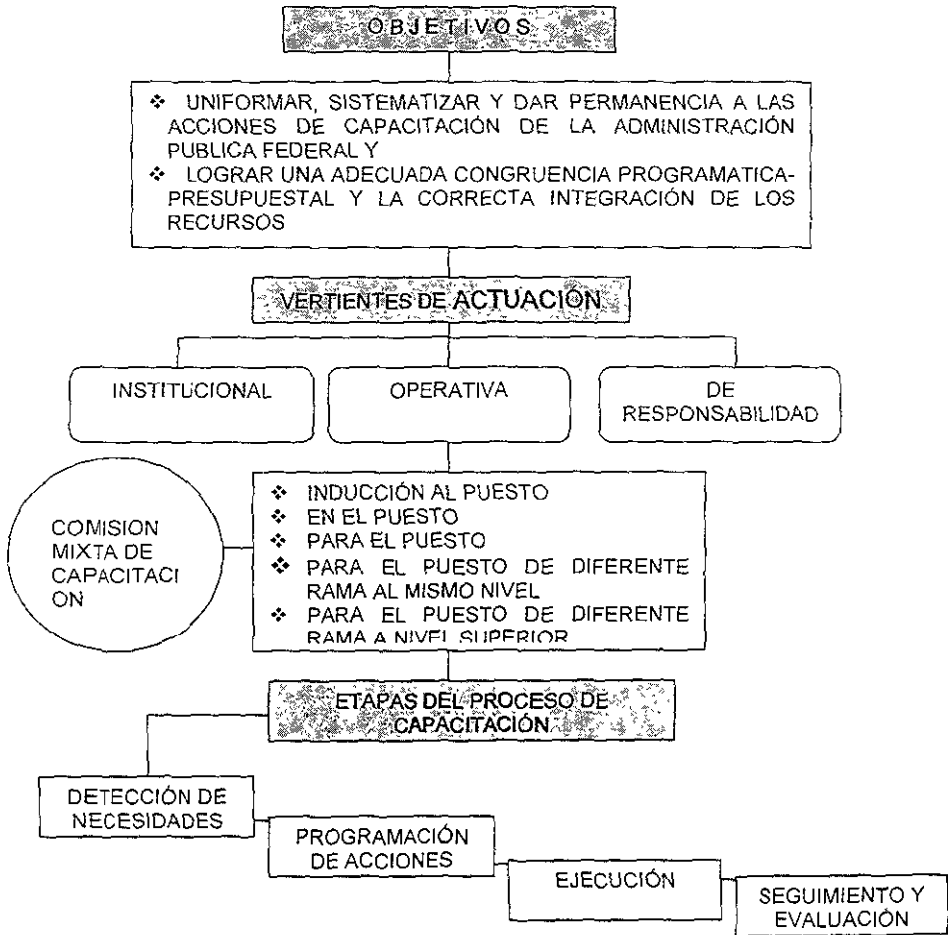 OBJETIVOS
❖ UNIFORMAR, SISTEMATIZAR Y DAR PERMANENCIA A LAS
ACCIONES DE CAPACITACIÓN DE LA ADMINISTRACIÓN
PUBLICA FEDERAL Y
❖ LOGRAR UNA ADECUADA CONGRUENCIA PROGRAMATICA-
PRESUPUESTAL Y LA CORRECTA INTEGRACIÓN DE LOS
RECURSOS
VERTIENTES DE ACTUACIÓN
INSTITUCIONAL
OPERATIVA
DE
RESPONSABILIDAD
COMISION
MIXTA DE
CAPACITACI
ON
❖ INDUCCIÓN AL PUESTO
❖ EN EL PUESTO
❖ PARA EL PUESTO
❖ PARA EL PUESTO DE DIFERENTE
RAMA AL MISMO NIVEL
❖ PARA EL PUESTO DE DIFERENTE
RAMA A NIVEL SUPERIOR
ETAPAS DEL PROCESO DE
CAPACITACIÓN
DETECCIÓN DE
NECESIDADES
PROGRAMACIÓN
DE ACCIONES
EJECUCIÓN
SEGUIMIENTO Y
EVALUACIÓN